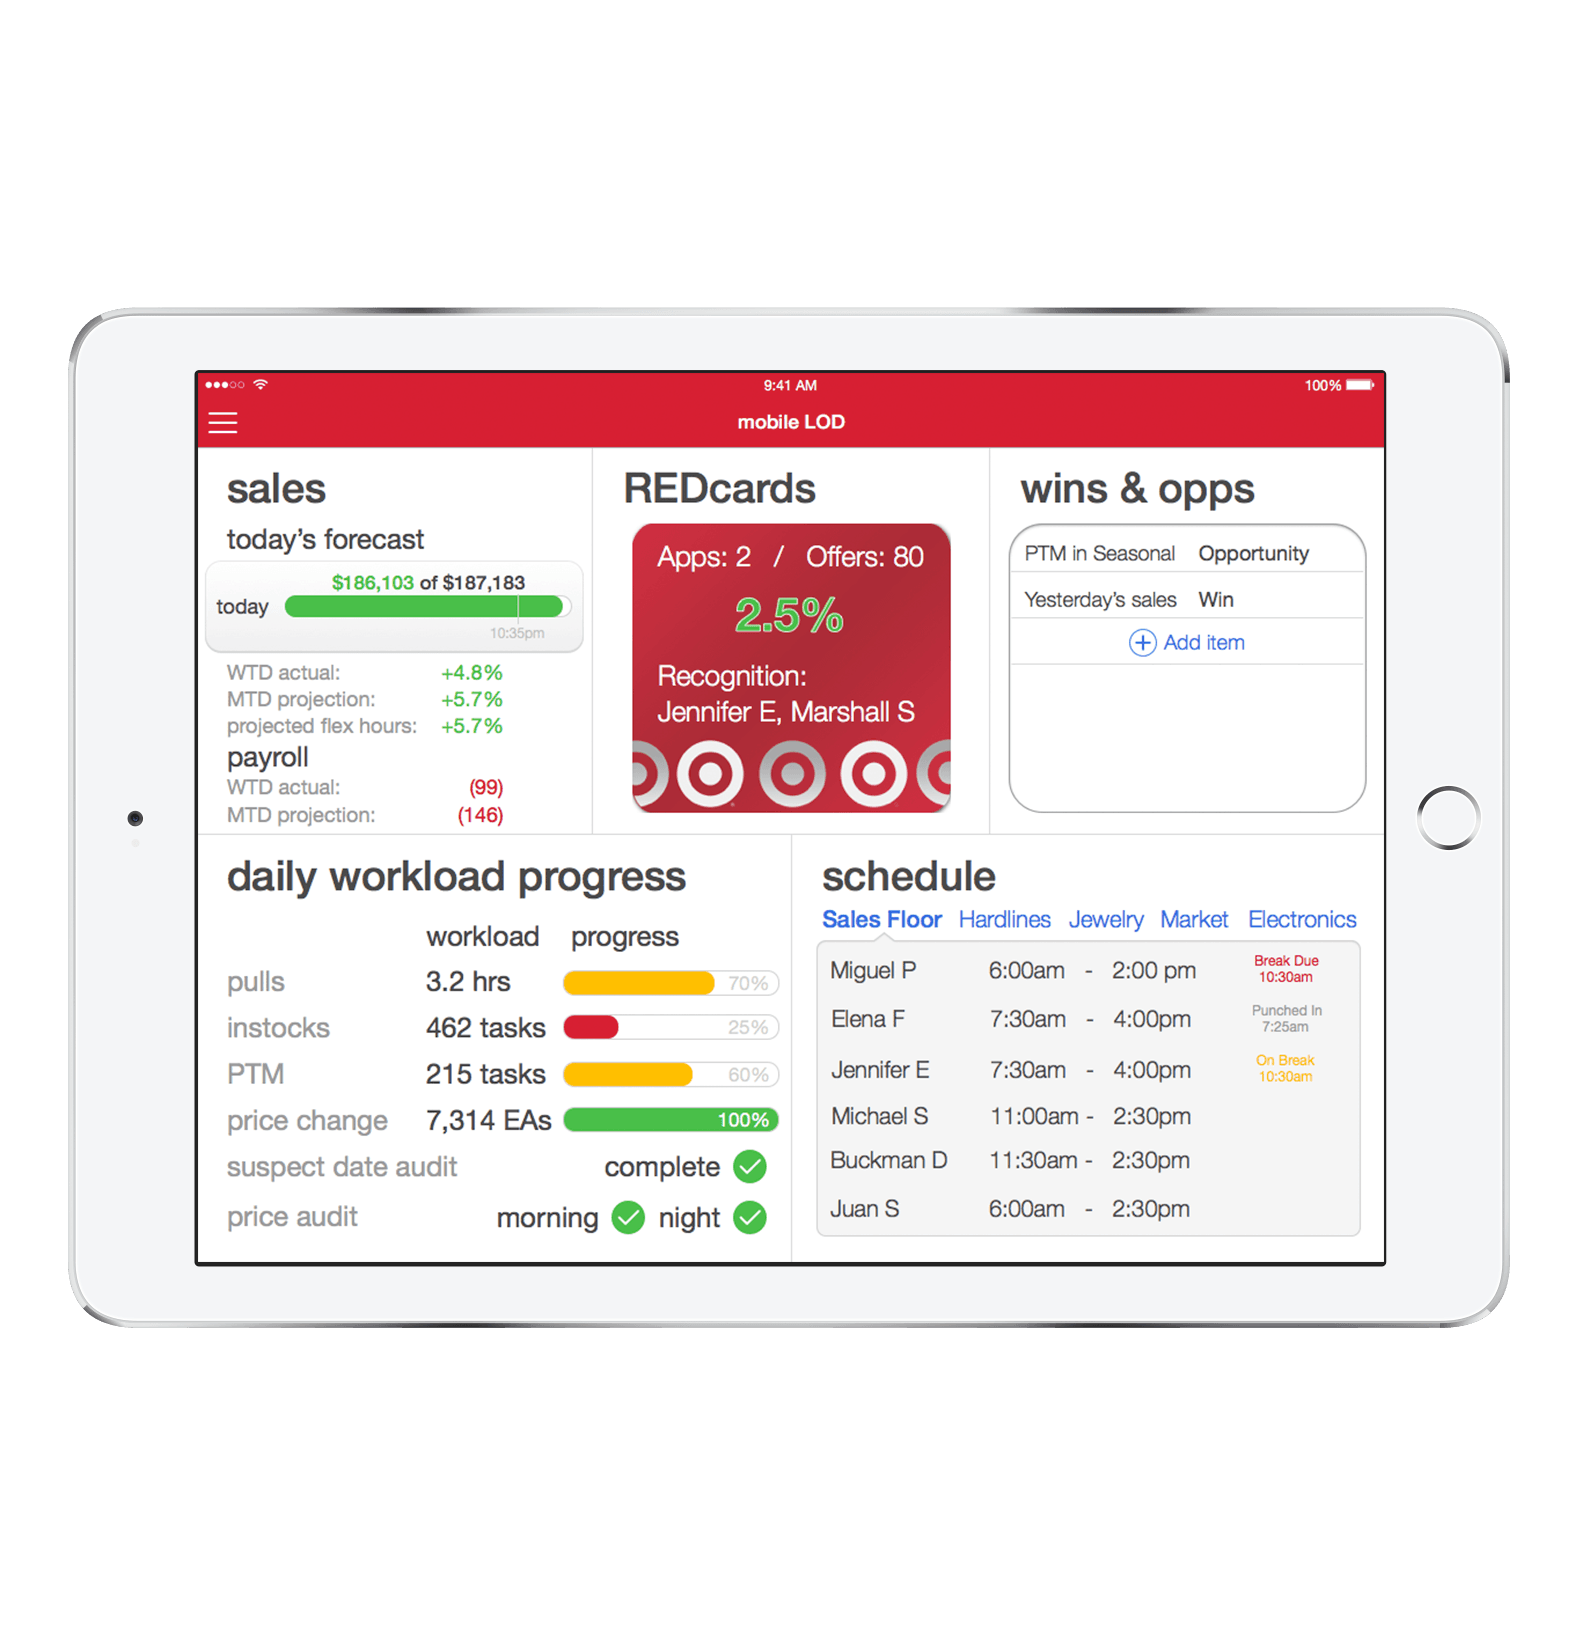 9:41 AM
100%
mobile LOD
sales
today's forecast
$186,103 of $187,183
today
10:35pm
WTD actual: +4.8%
MTD projection: +5.7%
projected flex hours: +5.7%
payroll
WTD actual: (99)
MTD projection: (146)
REDcards
Apps: 2 / Offers: 80
2.5%
Recognition:
Jennifer E, Marshall S
wins & opps
PTM in Seasonal Opportunity
Yesterday's sales Win
Add item
daily workload progress
workload progress
pulls 3.2 hrs 70%
instocks 462 tasks 25%
PTM 215 tasks 60%
price change 7,314 EAs 100%
suspect date audit complete
price audit morning night
schedule
Sales Floor Hardlines Jewelry Market Electronics
Miguel P 6:00am - 2:00 pm Break Due 10:30am
Elena F 7:30am - 4:00pm Punched In 7:25am
Jennifer E 7:30am - 4:00pm On Break 10:30am
Michael S 11:00am - 2:30pm
Buckman D 11:30am - 2:30pm
Juan S 6:00am - 2:30pm